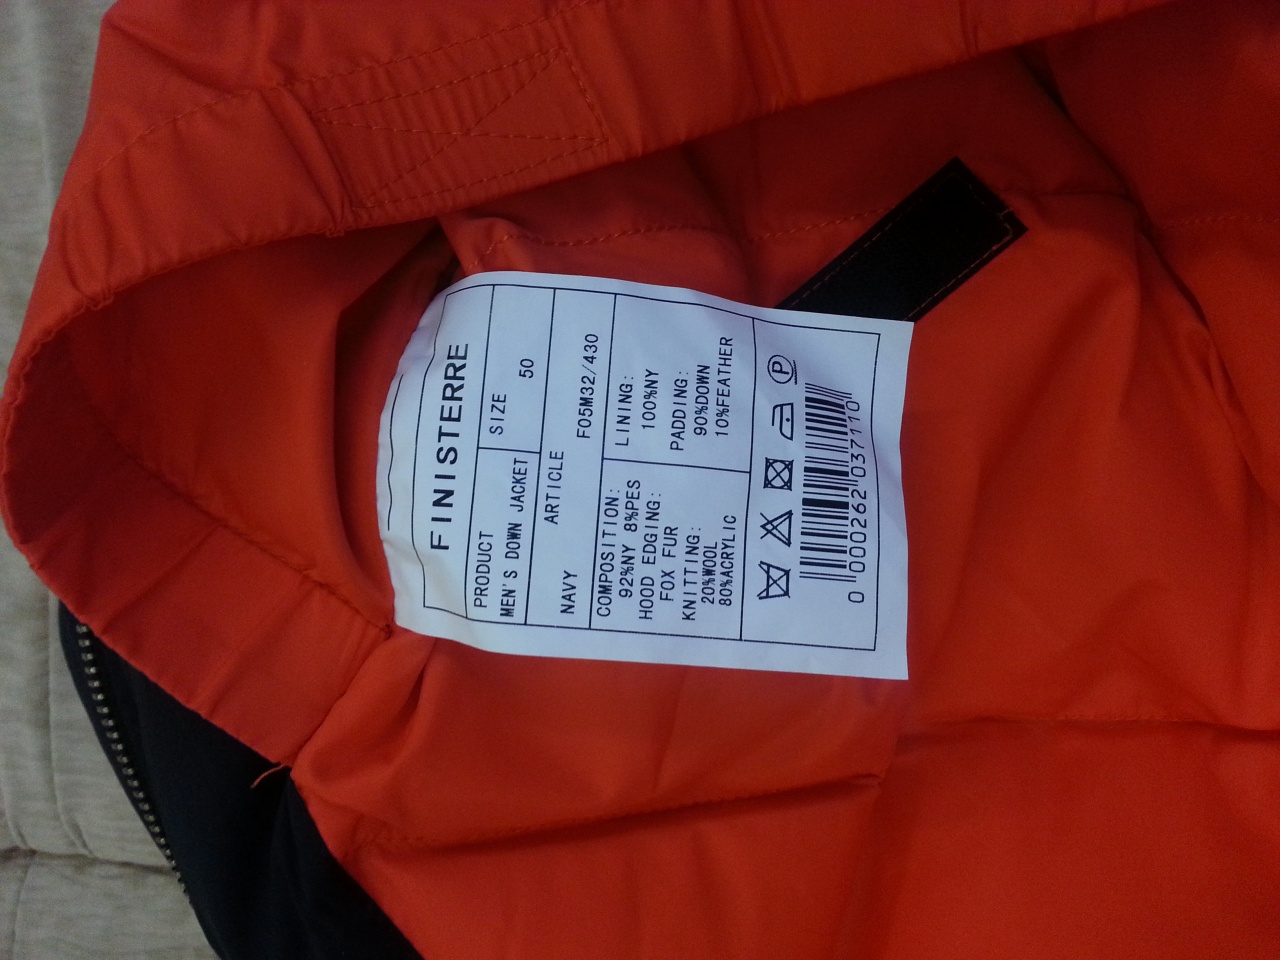 FINISTERRE
PRODUCT
MEN'S DOWN JACKET
SIZE
50
ARTICLE
NAVY F05M32/430
COMPOSITION:
92%NY 8%PES
HOOD EDGING:
FOX FUR
KNITTING:
20%WOOL
80%ACRYLIC
LINING:
100%NY
PADDING:
90%DOWN
10%FEATHER
P
0 000262 037110